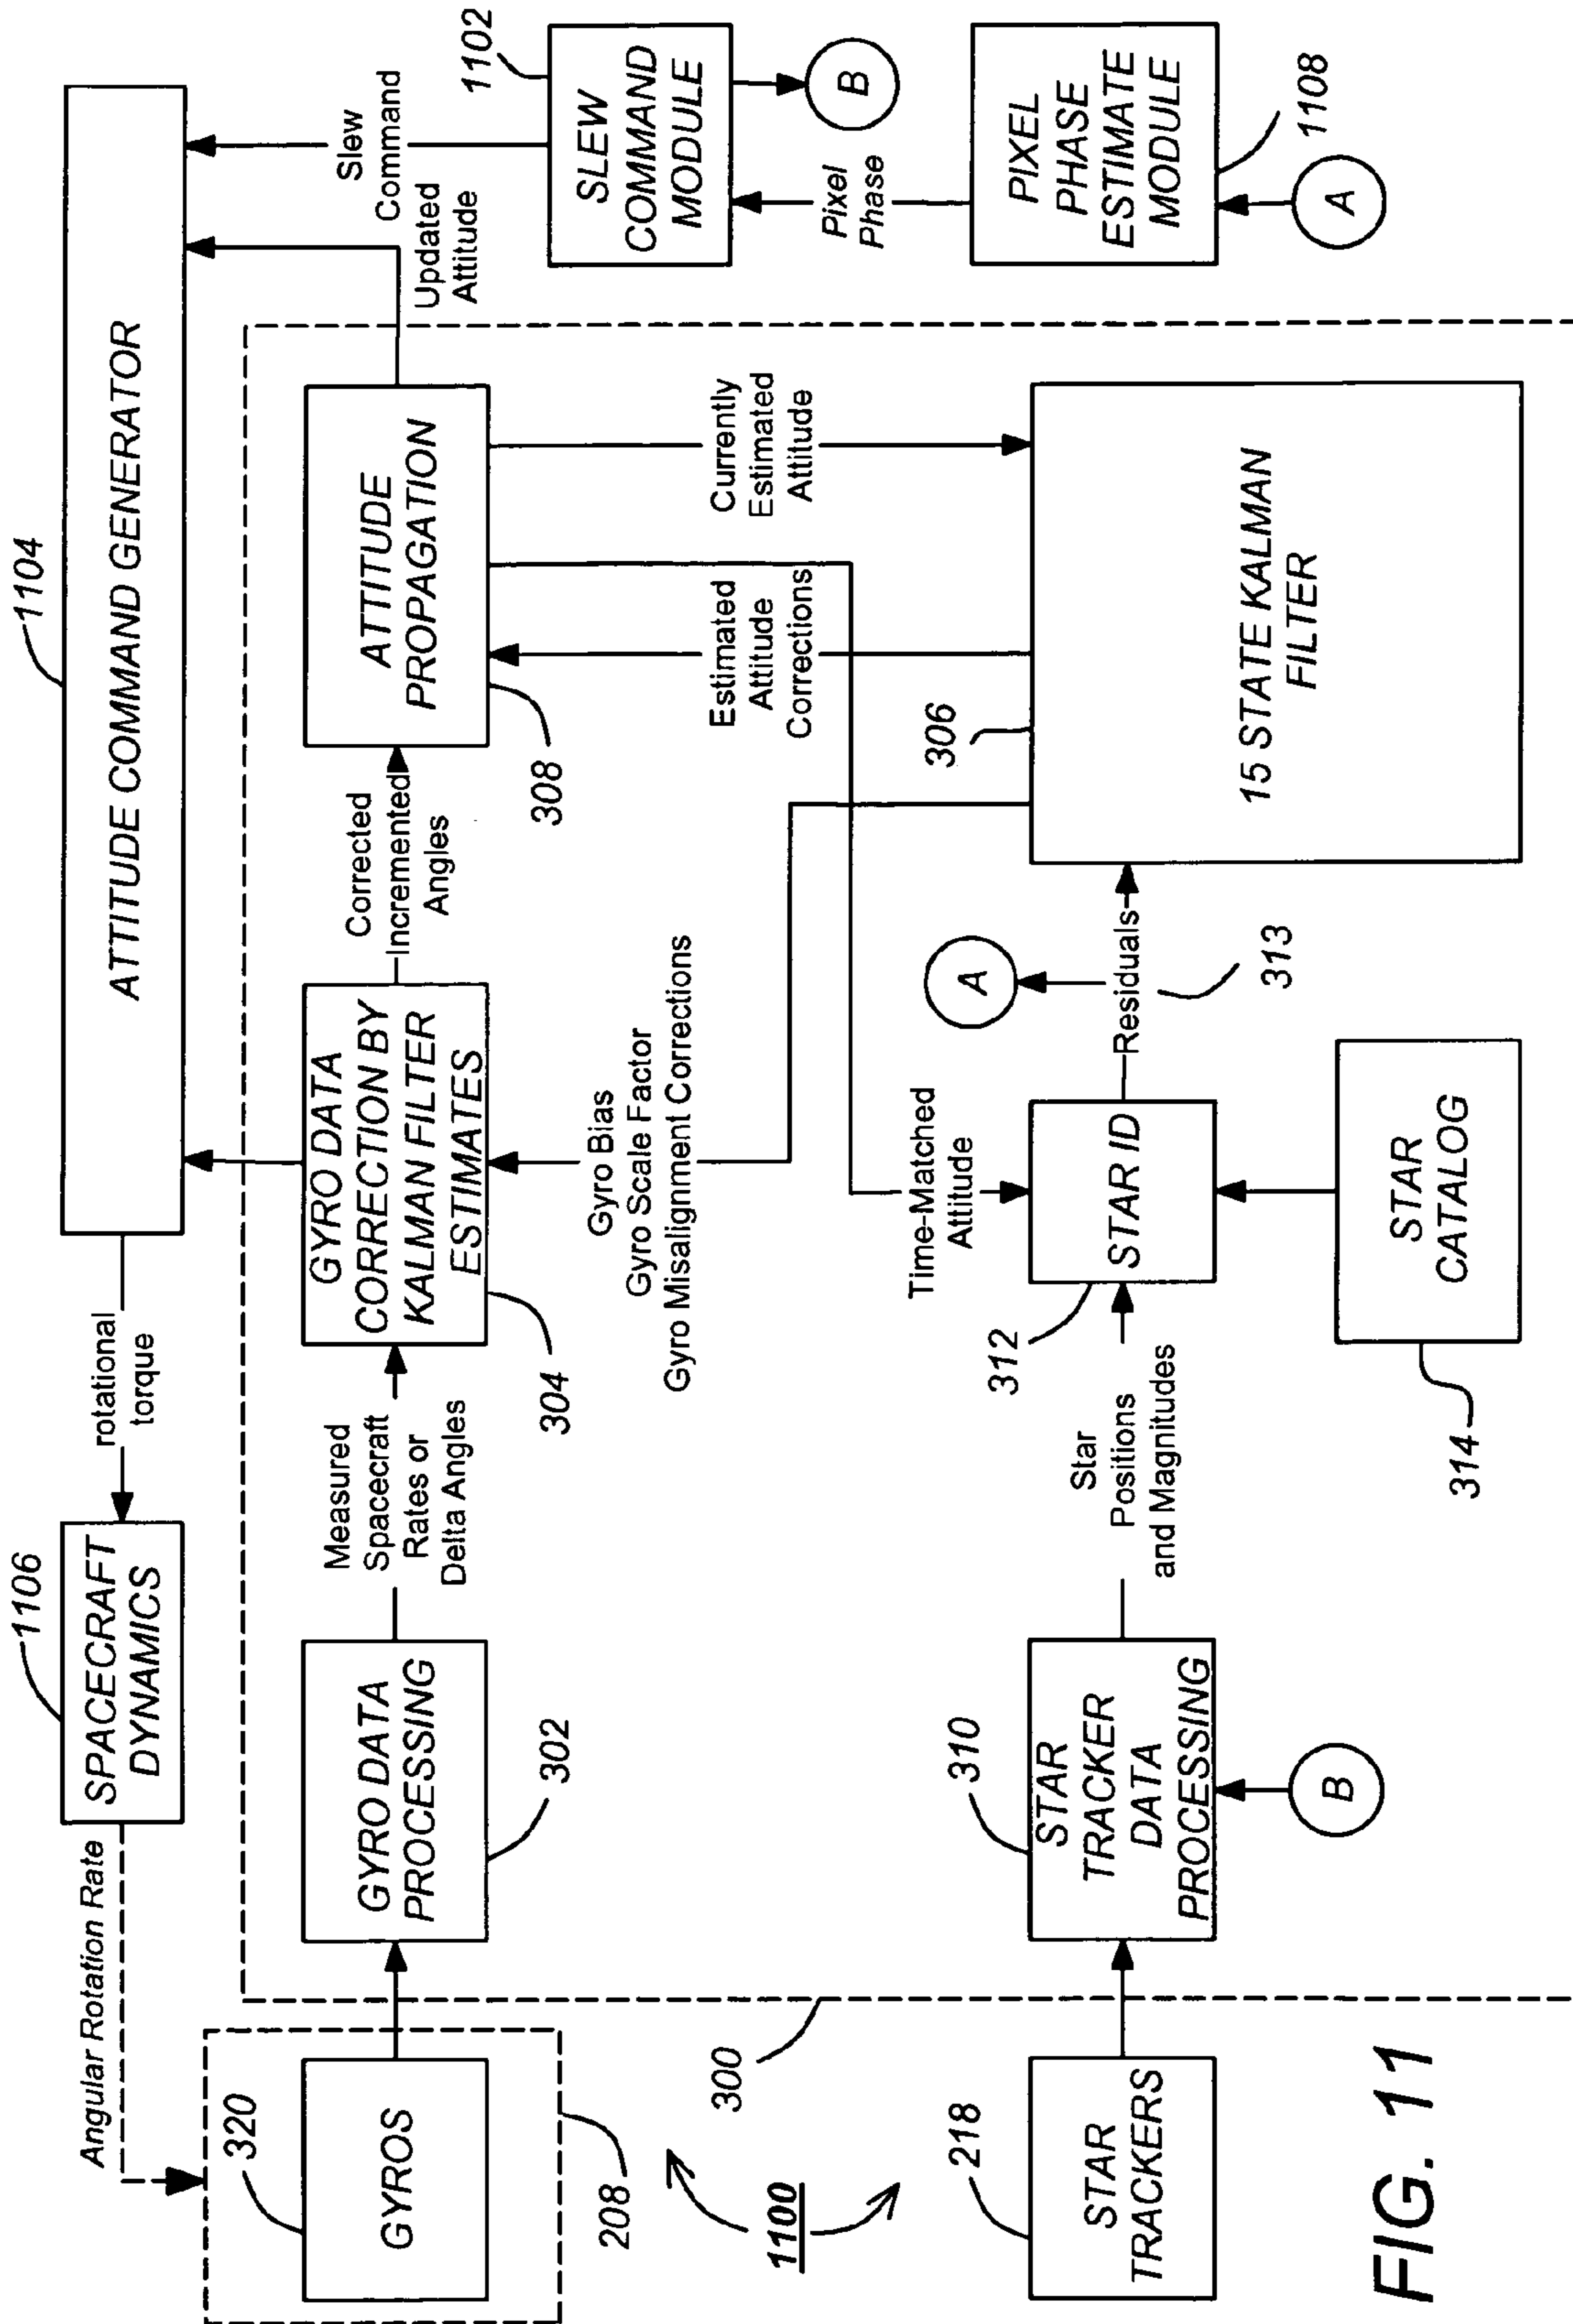 1106
SPACECRAFT
DYNAMICS
1104
ATTITUDE COMMAND GENERATOR
rotational
torque
Angular Rotation Rate
Slew
Command
Updated
Attitude
1102
SLEW
COMMAND
MODULE
B
320
GYROS
208
GYRO DATA
PROCESSING
302
Measured
Spacecraft
Rates or
Delta Angles
GYRO DATA
CORRECTION BY
KALMAN FILTER
ESTIMATES
304
Corrected
Incremented
Angles
ATTITUDE
PROPAGATION
308
Pixel
Phase
PIXEL
PHASE
ESTIMATE
MODULE
1108
A
Gyro Bias
Gyro Scale Factor
Gyro Misalignment Corrections
Estimated
Attitude
Corrections
Currently
Estimated
Attitude
300
1100
218
STAR
TRACKERS
310
STAR
TRACKER
DATA
PROCESSING
B
Star
Positions
and Magnitudes
Time-Matched
Attitude
312
STAR ID
A
Residuals
313
306
15 STATE KALMAN
FILTER
STAR
CATALOG
314
FIG. 11